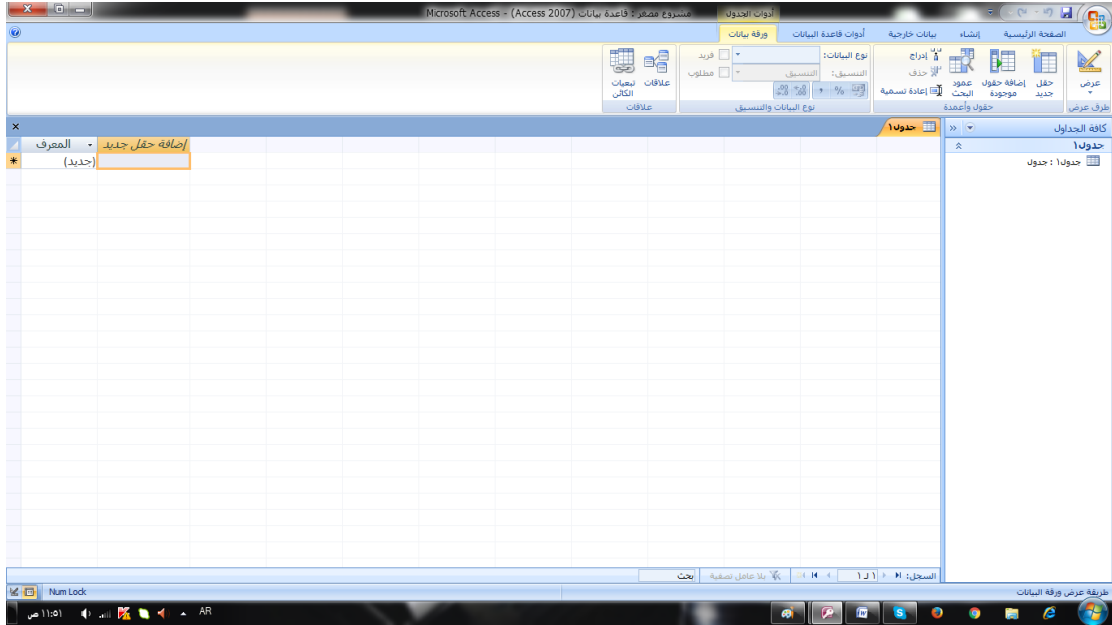 أدوات الجدول
مشروع مصغر : قاعدة بيانات (Access 2007) - Microsoft Access
الصفحة الرئيسية
إنشاء
بيانات خارجية
أدوات قاعدة البيانات
ورقة بيانات
عرض
طرق عرض
حقل جديد
إضافة حقول موجودة
عمود البحث
إدراج
حذف
إعادة تسمية
حقول وأعمدة
نوع البيانات:
التنسيق: التنسيق
فريد
مطلوب
نوع البيانات والتنسيق
علاقات
تبعيات الكائن
علاقات
كافة الجداول
جدول١
جدول١ : جدول
جدول١
المعرف
إضافة حقل جديد
(جديد)
السجل: ١ لـ ١
بلا عامل تصفية
بحث
طريقة عرض ورقة البيانات
Num Lock
AR
١١:٥١ ص